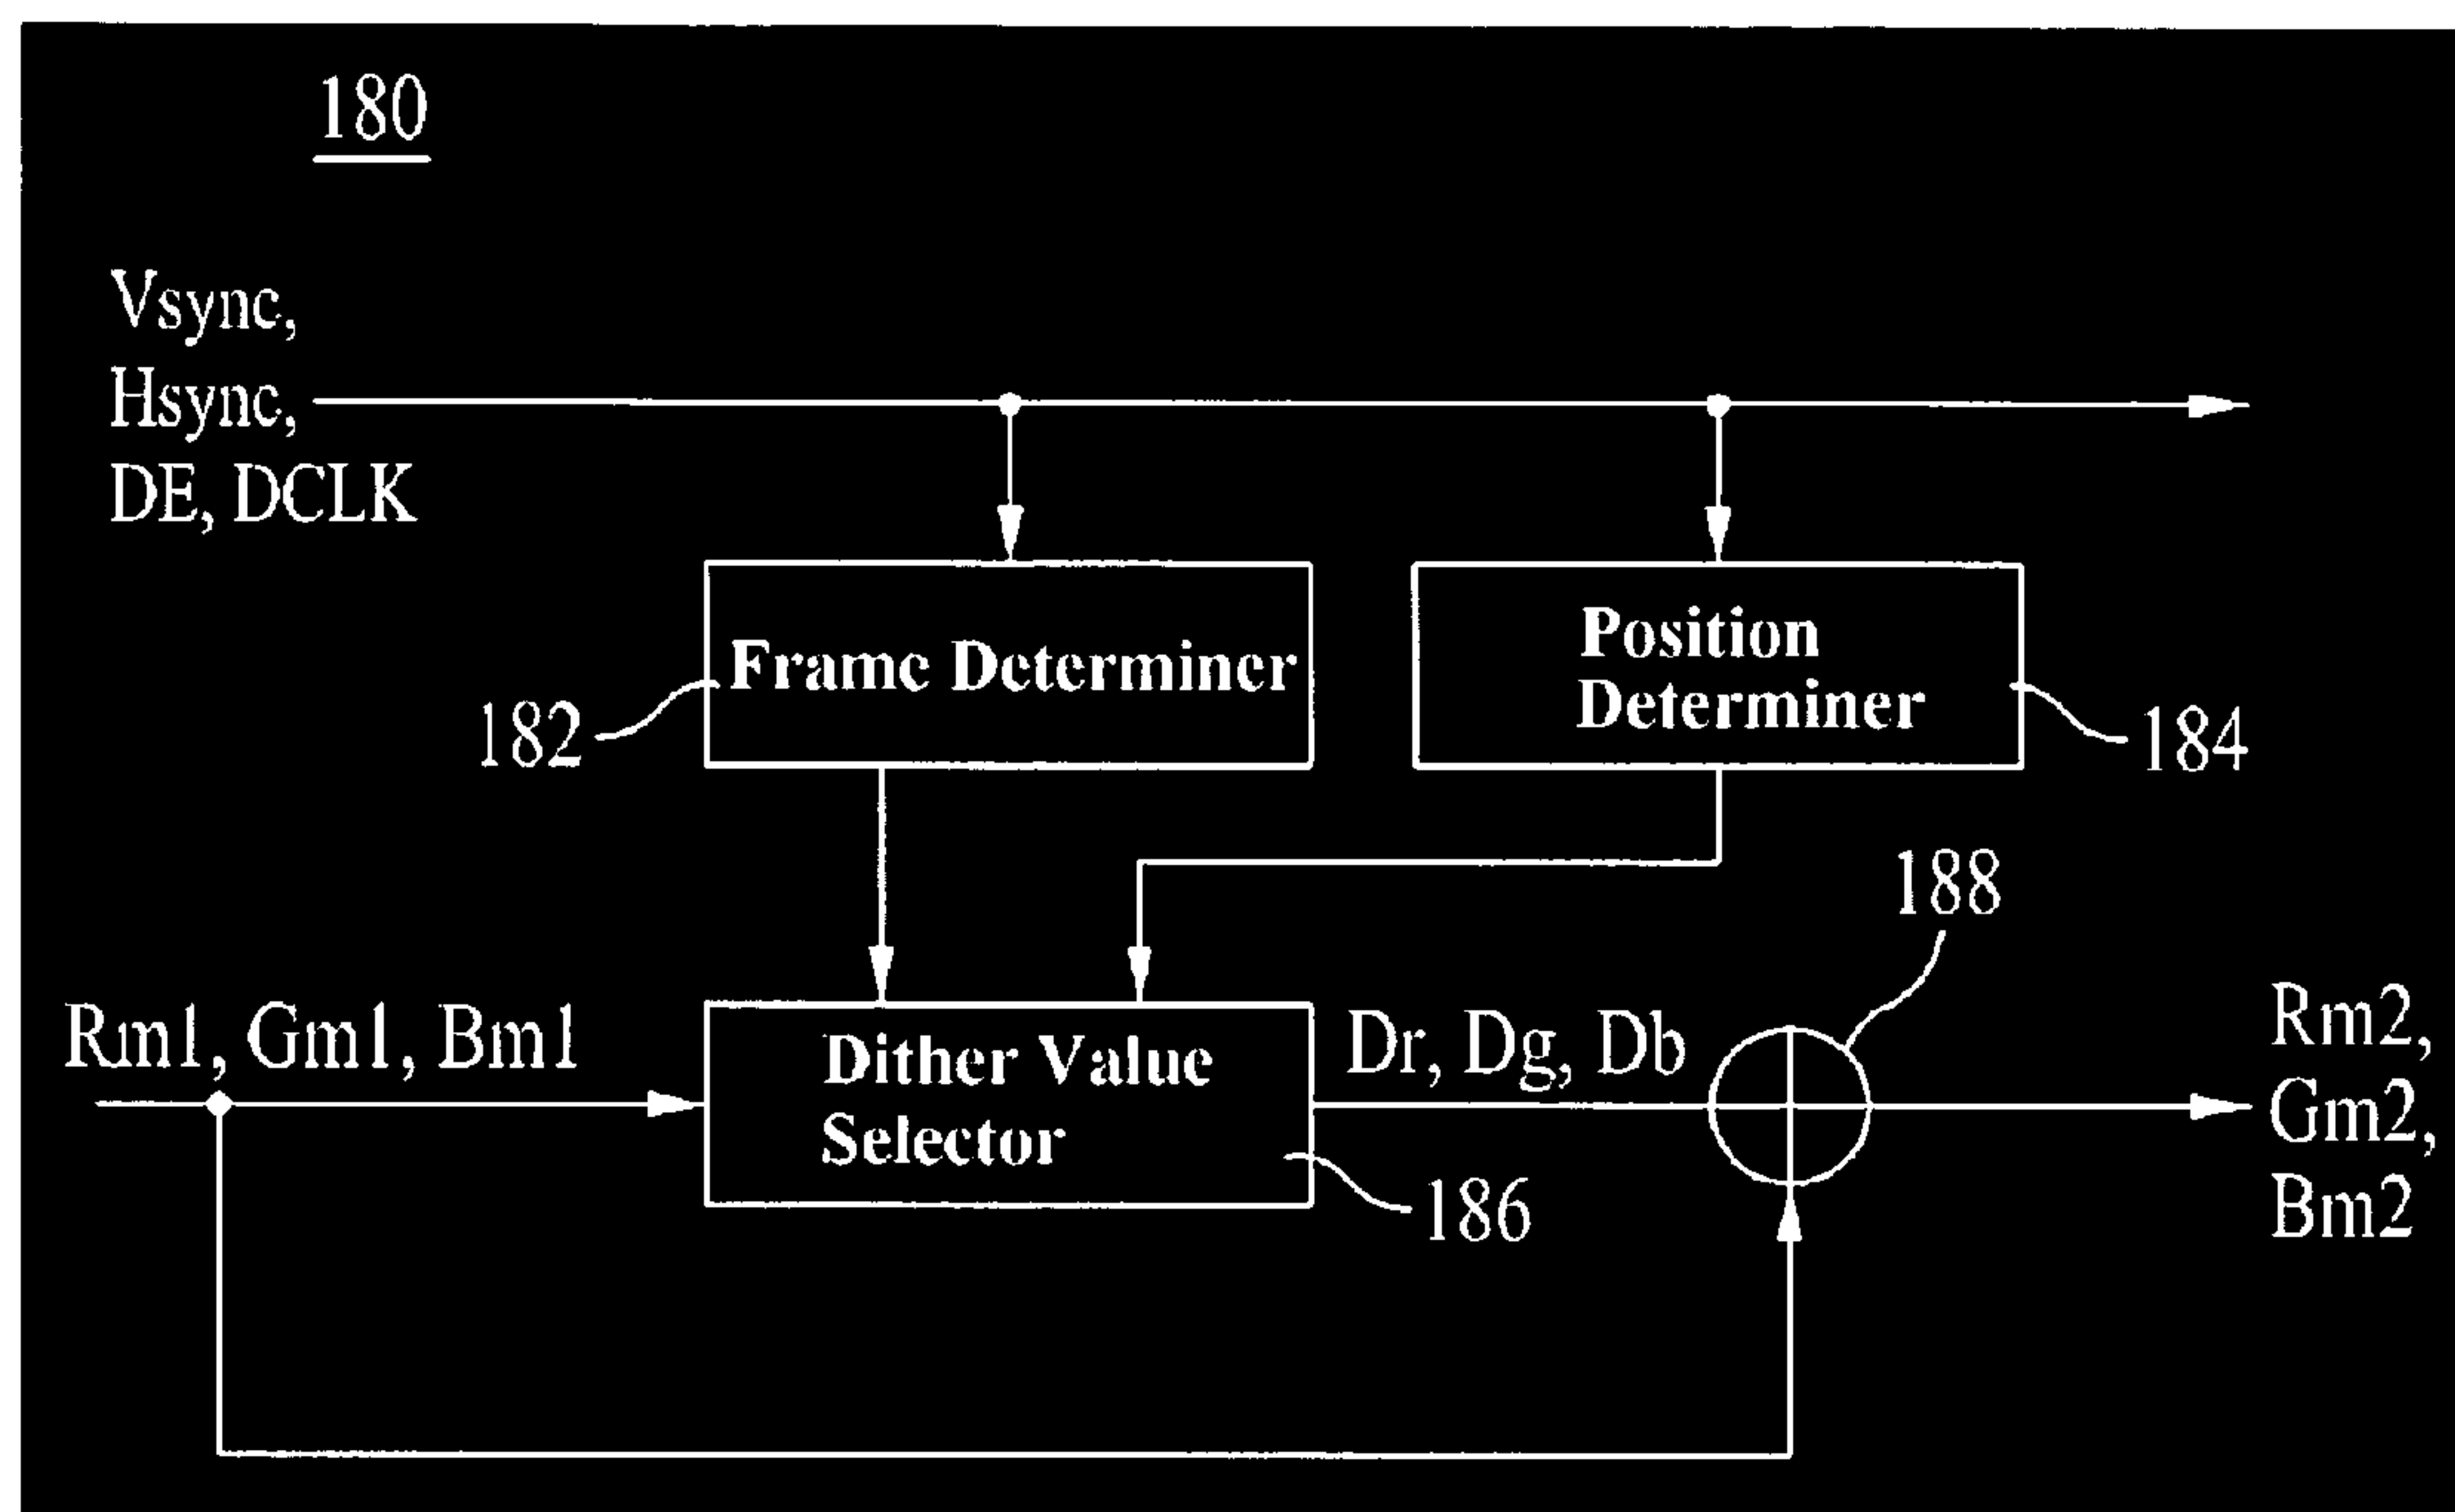 180
Vsync,
Hsync,
DE, DCLK
Frame Determiner
Position
Determiner
182
184
188
Rm1, Gm1, Bm1
Dither Value
Selector
Dr, Dg, Db
Rm2,
Gm2,
Bm2
186